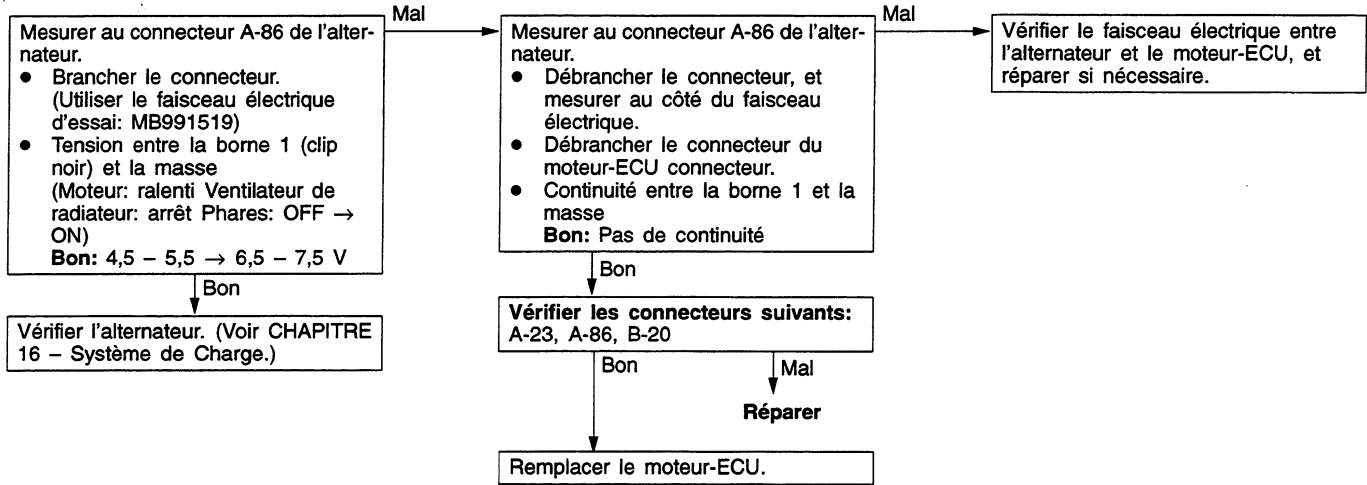 Mesurer au connecteur A-86 de l'alter-
nateur.
● Brancher le connecteur.
(Utiliser le faisceau électrique
d'essai: MB991519)
● Tension entre la borne 1 (clip
noir) et la masse
(Moteur: ralenti Ventilateur de
radiateur: arrêt Phares: OFF →
ON)
Bon: 4,5 – 5,5 → 6,5 – 7,5 V
Mal
Bon
Vérifier l'alternateur. (Voir CHAPITRE
16 – Système de Charge.)
Mesurer au connecteur A-86 de l'alter-
nateur.
● Débrancher le connecteur, et
mesurer au côté du faisceau
électrique.
● Débrancher le connecteur du
moteur-ECU connecteur.
● Continuité entre la borne 1 et la
masse
Bon: Pas de continuité
Mal
Bon
Vérifier les connecteurs suivants:
A-23, A-86, B-20
Bon
Mal
Réparer
Remplacer le moteur-ECU.
Vérifier le faisceau électrique entre
l'alternateur et le moteur-ECU, et
réparer si nécessaire.